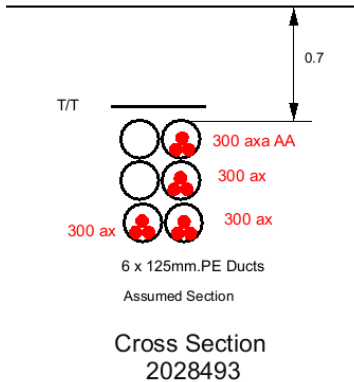 0.7
T/T
300 axa AA
300 ax
300 ax
300 ax
6 x 125mm.PE Ducts
Assumed Section
Cross Section
2028493